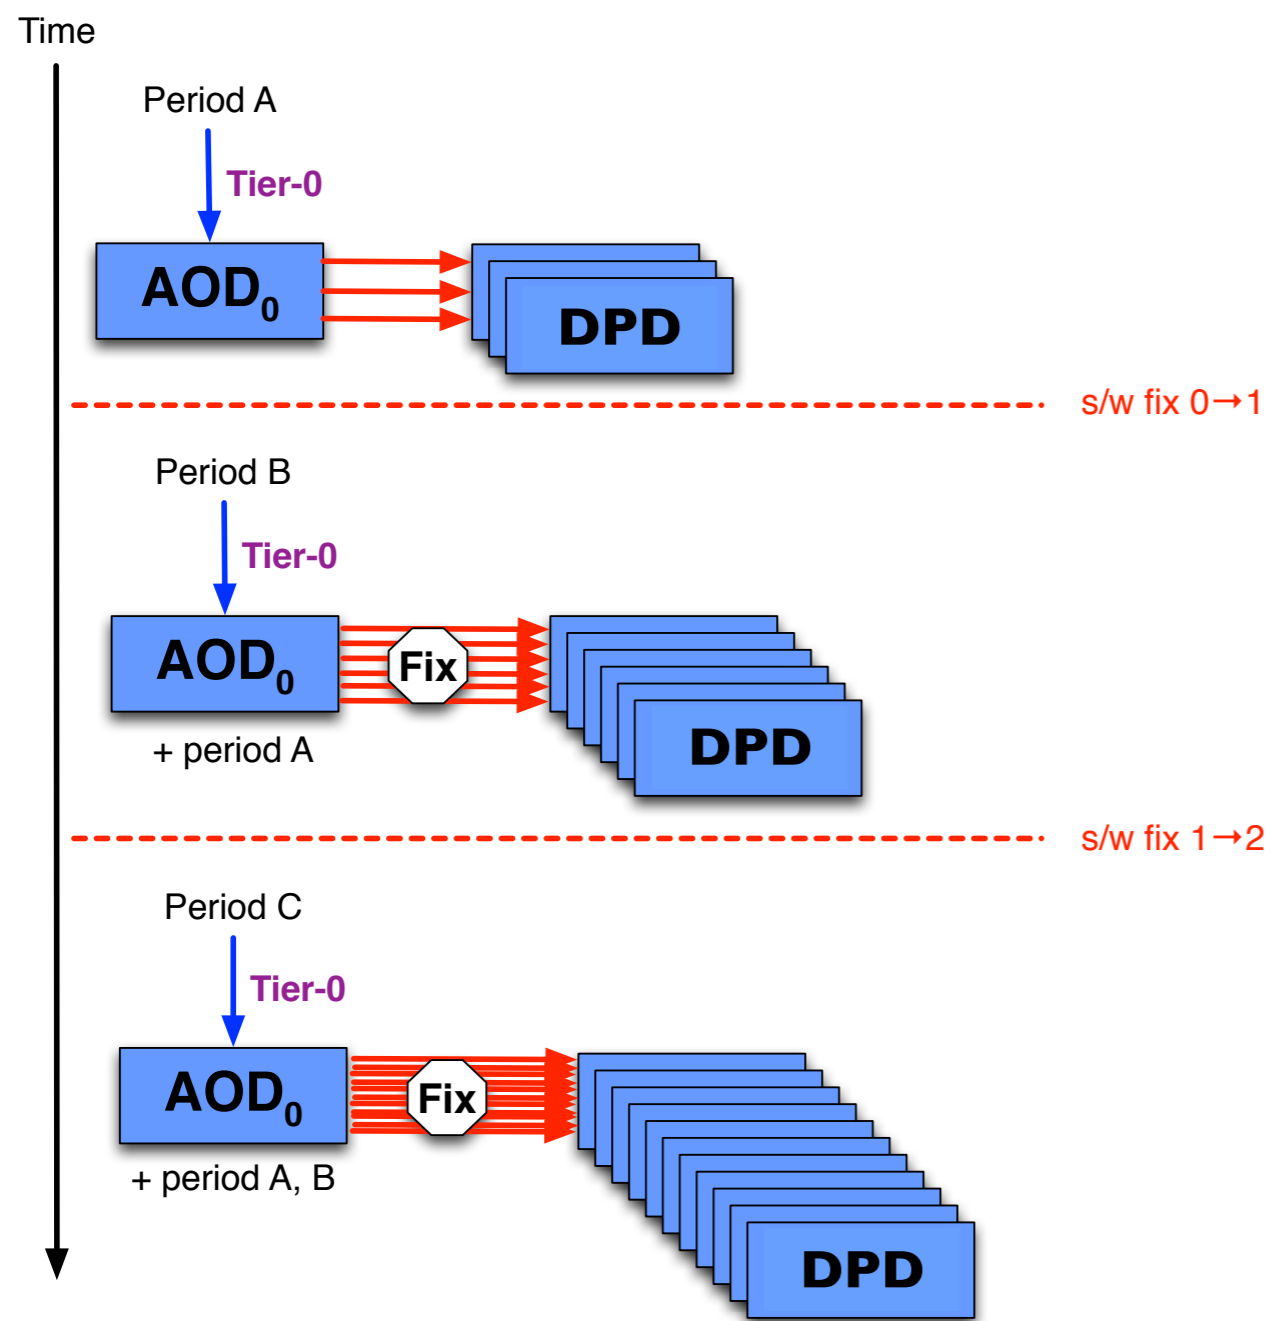 Time
Period A
Tier-0
AOD0
DPD
s/w fix 0→1
Period B
Tier-0
AOD0
Fix
+ period A
DPD
s/w fix 1→2
Period C
Tier-0
AOD0
Fix
+ period A, B
DPD